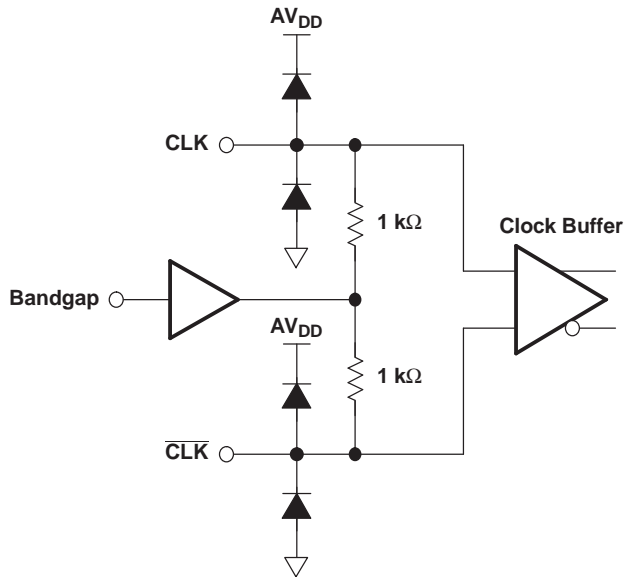 AVDD
CLK
1 kΩ
Clock Buffer
Bandgap
AVDD
1 kΩ
CLK